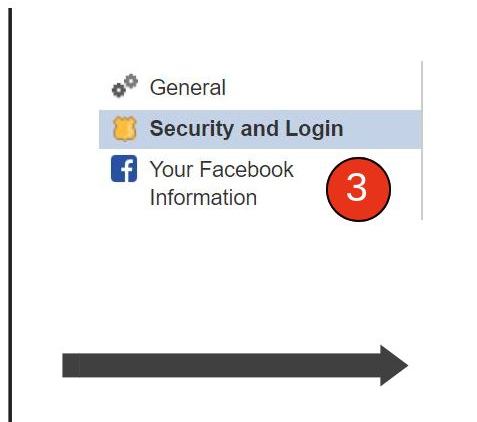 General
Security and Login
Your Facebook
Information
3